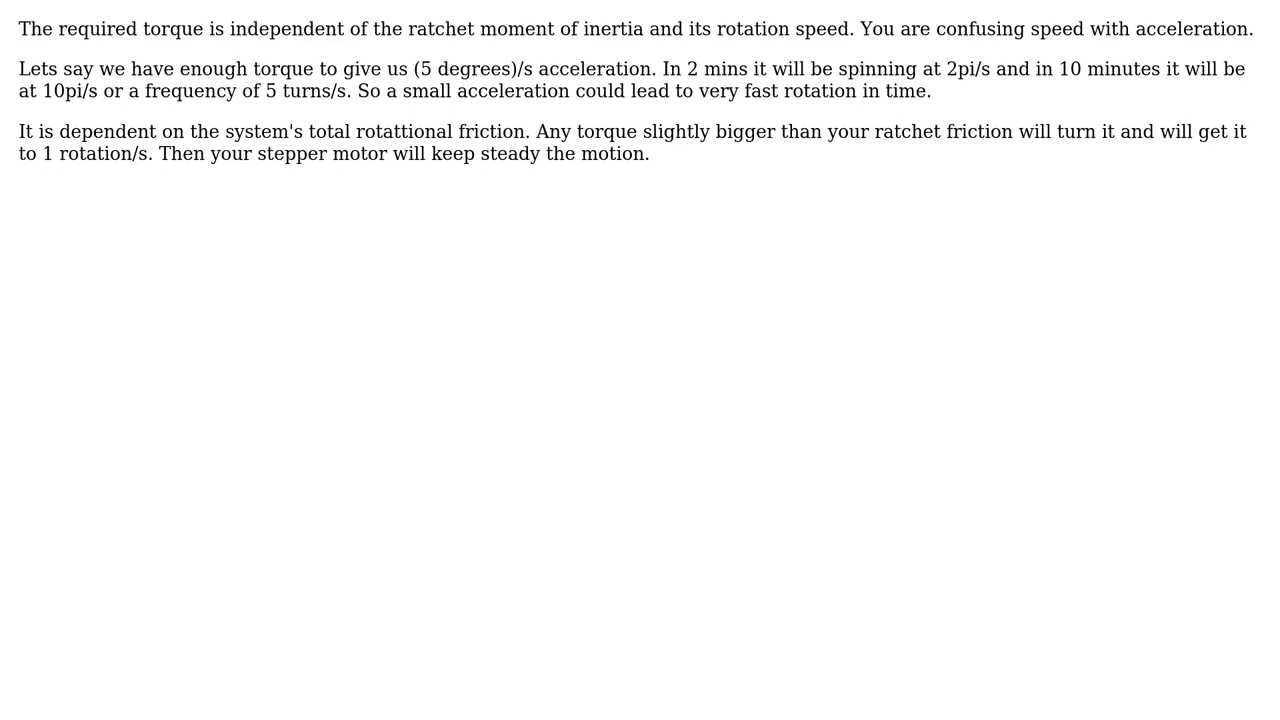 The required torque is independent of the ratchet moment of inertia and its rotation speed. You are confusing speed with acceleration.
Lets say we have enough torque to give us (5 degrees)/s acceleration. In 2 mins it will be spinning at 2pi/s and in 10 minutes it will be
at 10pi/s or a frequency of 5 turns/s. So a small acceleration could lead to very fast rotation in time.
It is dependent on the system's total rotattional friction. Any torque slightly bigger than your ratchet friction will turn it and will get it
to 1 rotation/s. Then your stepper motor will keep steady the motion.